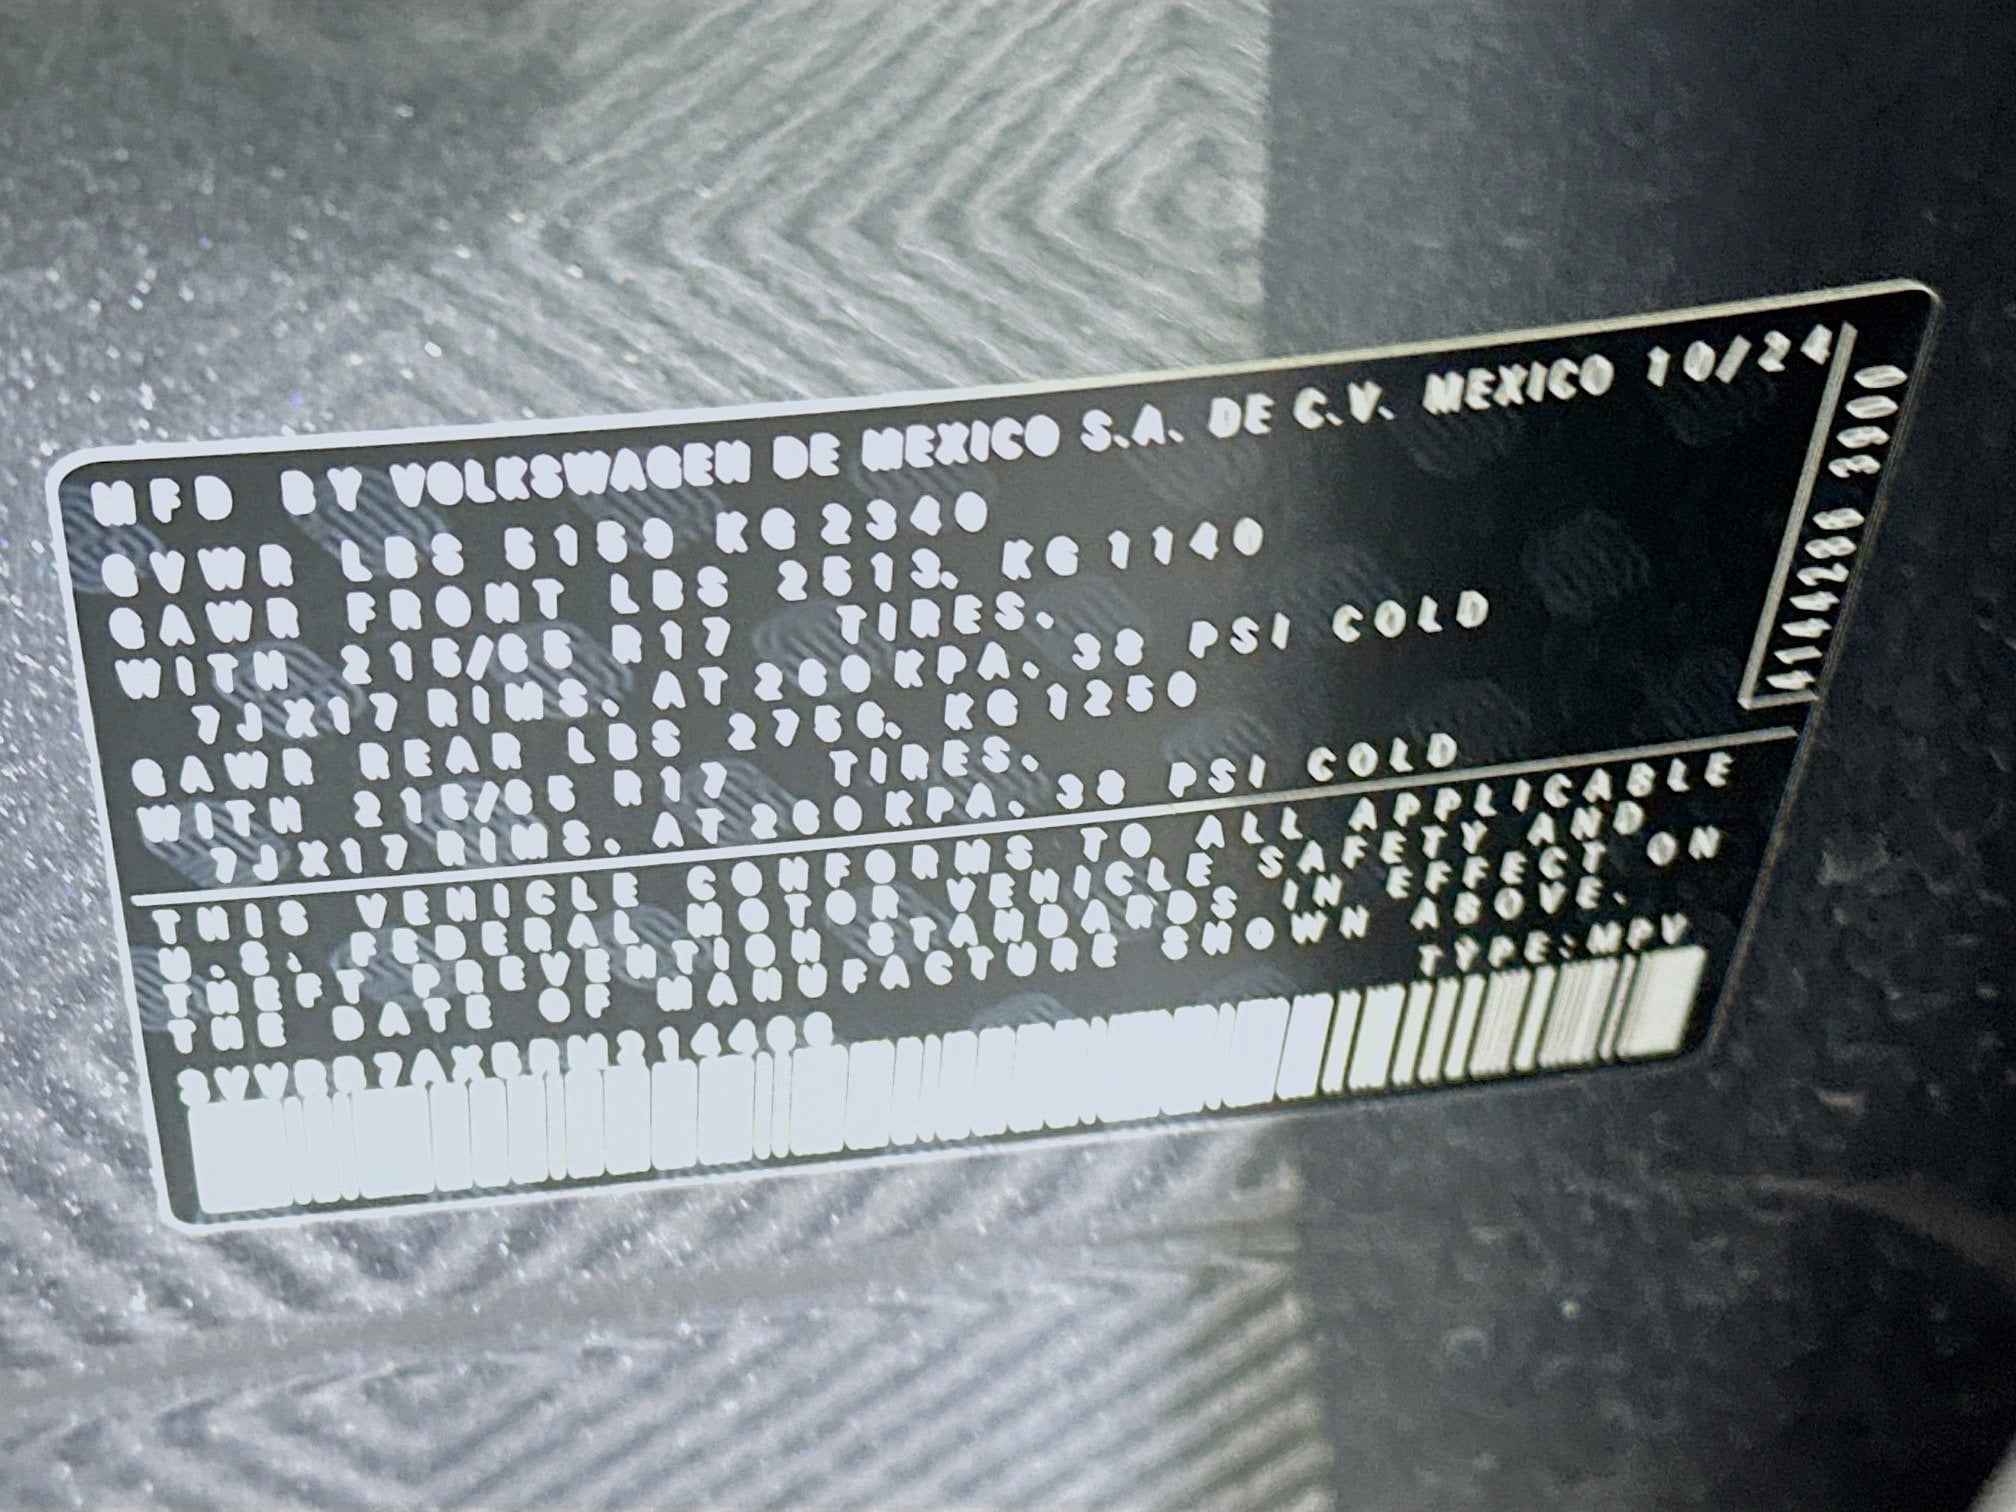 MFD BY VOLKSWAGEN DE MEXICO S.A. DE C.V. MEXICO 10/24
GVWR LBS 5159 KG 2340
GAWR FRONT LBS 2513. KG 1140
WITH 215/65 R17 TIRES.
7JX17 RIMS. AT 260 KPA. 38 PSI COLD
GAWR REAR LBS 2756. KG 1250
WITH 215/65 R17 TIRES.
7JX17 RIMS. AT 260 KPA. 38 PSI COLD
THIS VEHICLE CONFORMS TO ALL APPLICABLE
U.S. FEDERAL MOTOR VEHICLE SAFETY AND
THEFT PREVENTION STANDARDS IN EFFECT ON
THE DATE OF MANUFACTURE SHOWN ABOVE.
TYPE:MPV